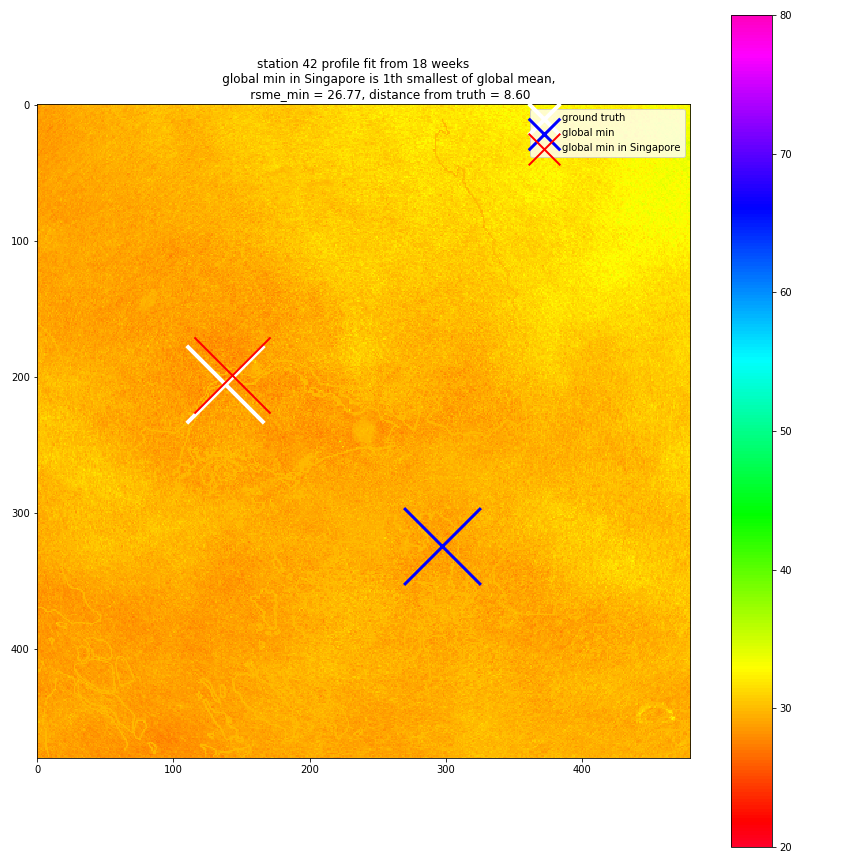 station 42 profile fit from 18 weeks
global min in Singapore is 1th smallest of global mean,
rsme_min = 26.77, distance from truth = 8.60
ground truth
global min
global min in Singapore
0
100
200
300
400
0
100
200
300
400
80
70
60
50
40
30
20